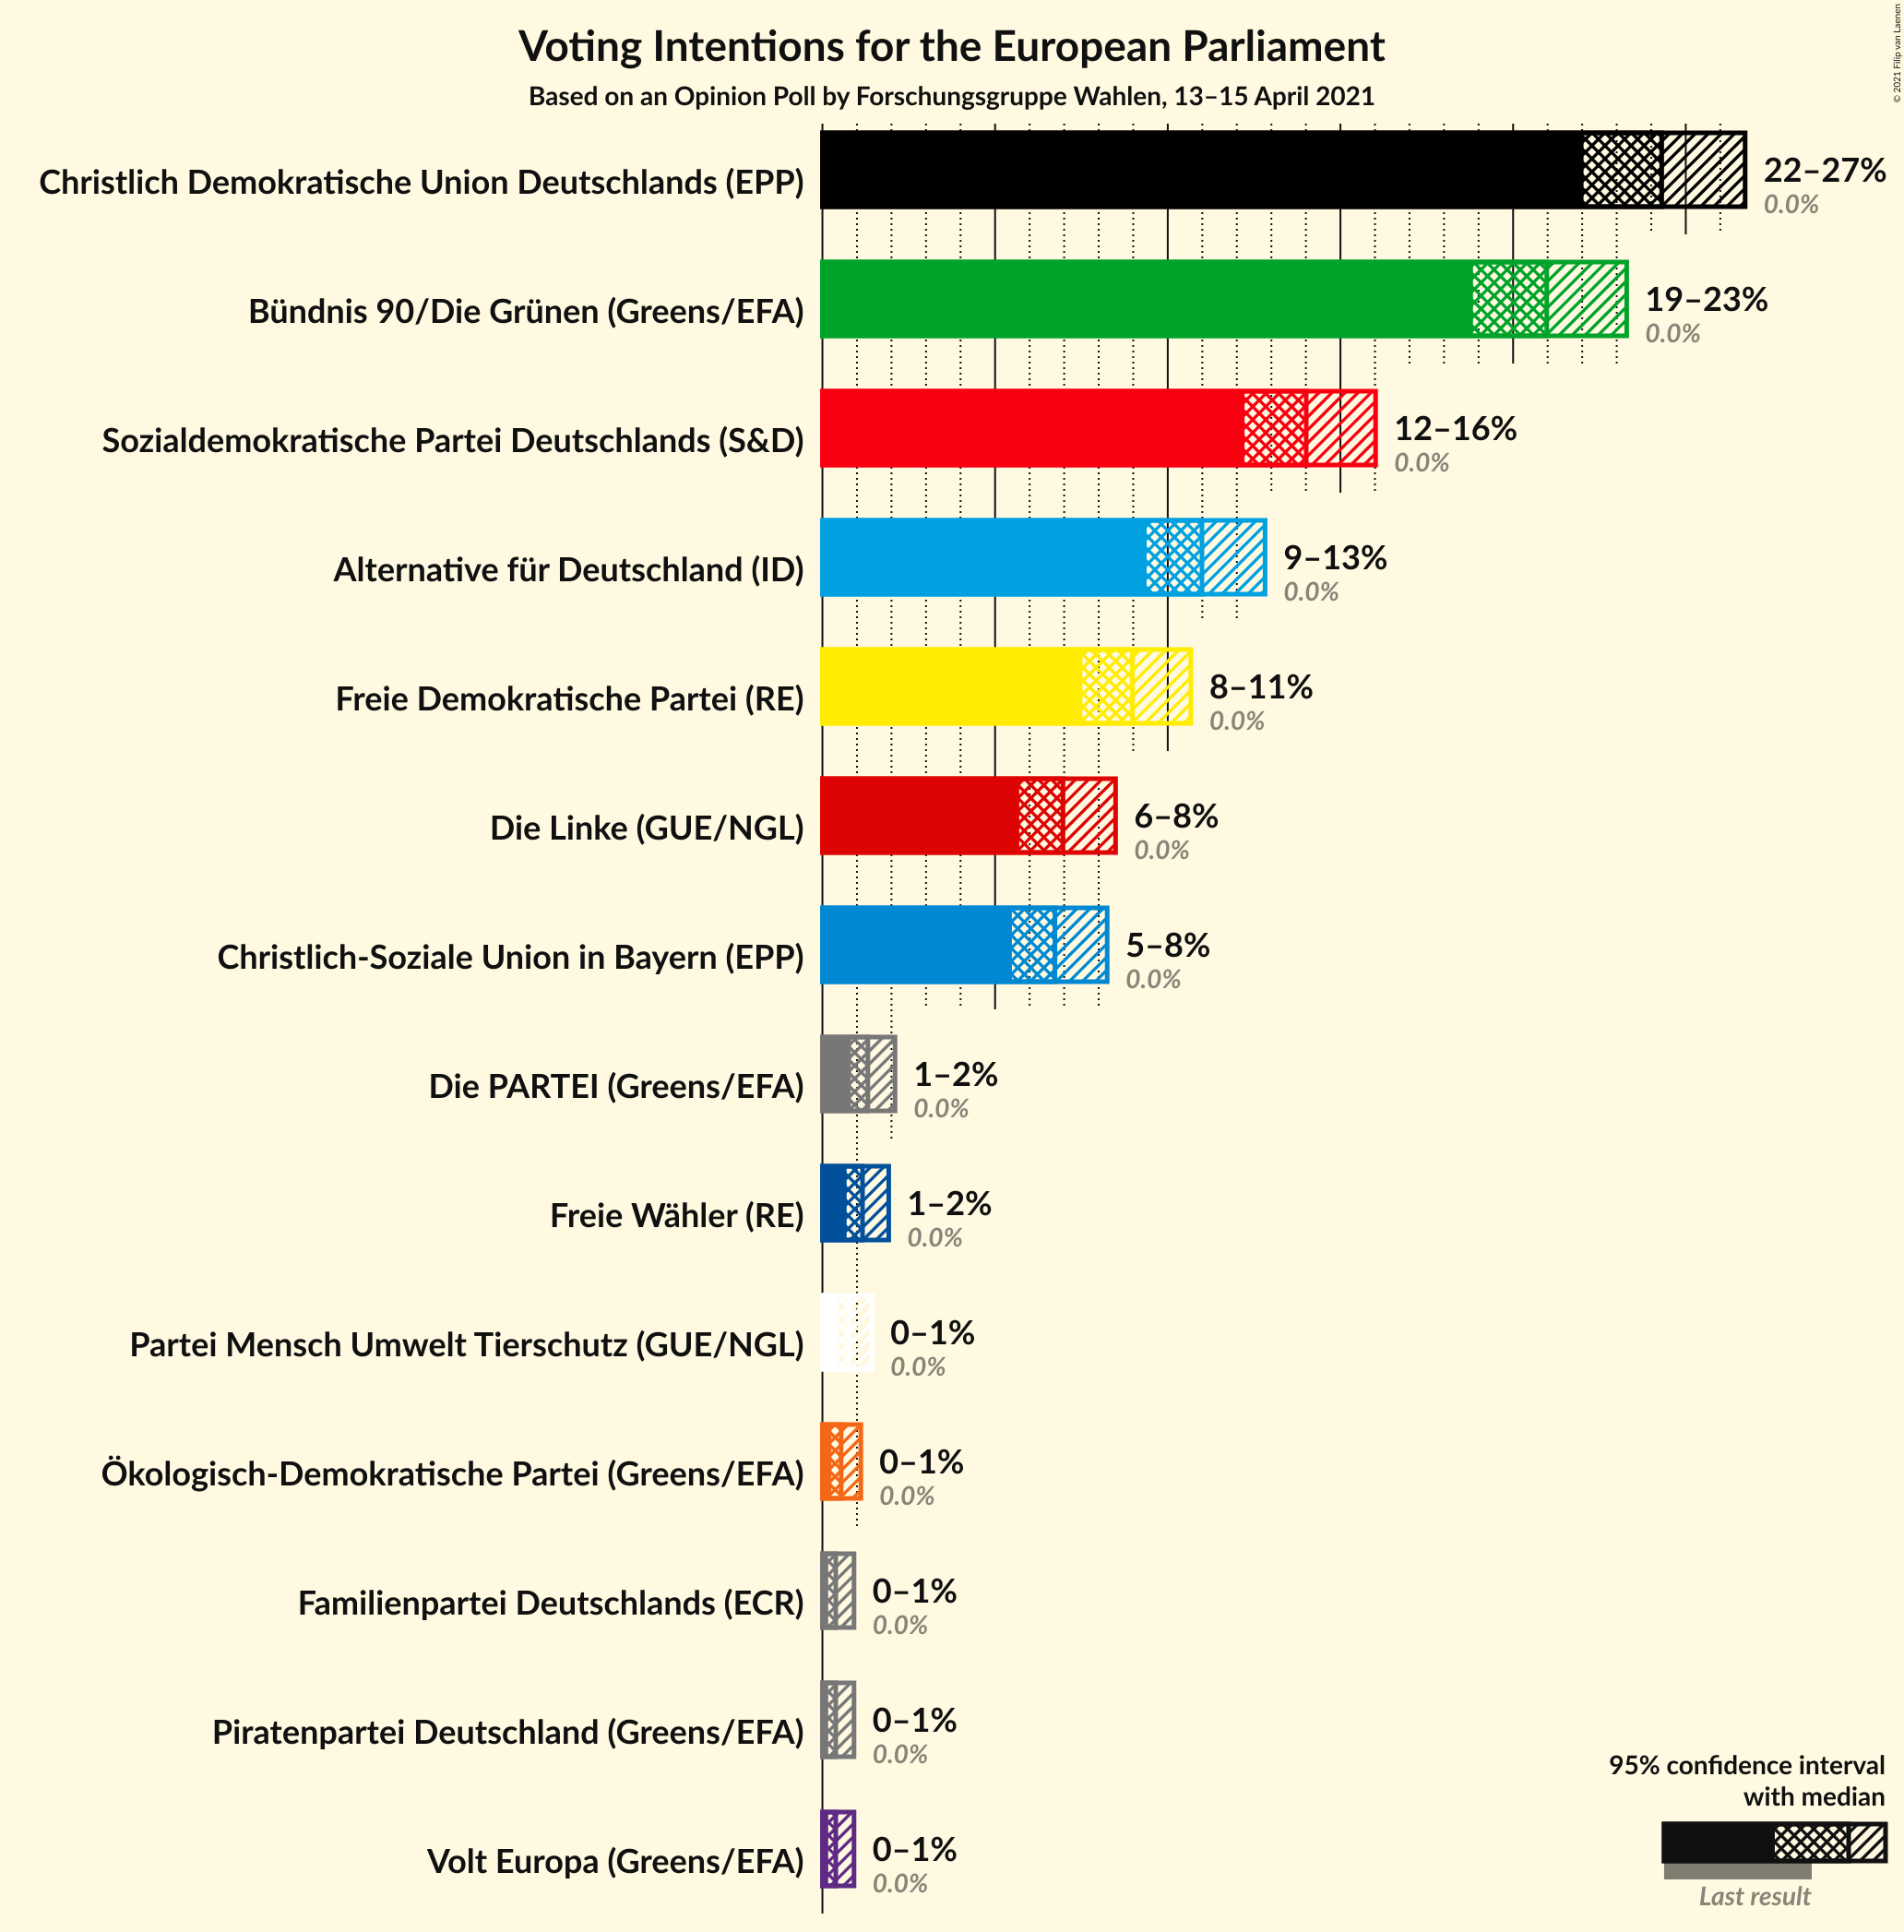 Voting Intentions for the European Parliament
Based on an Opinion Poll by Forschungsgruppe Wahlen, 13–15 April 2021
© 2021 Filip van Laenen
Christlich Demokratische Union Deutschlands (EPP)
22–27%
0.0%
Bündnis 90/Die Grünen (Greens/EFA)
19–23%
0.0%
Sozialdemokratische Partei Deutschlands (S&D)
12–16%
0.0%
Alternative für Deutschland (ID)
9–13%
0.0%
Freie Demokratische Partei (RE)
8–11%
0.0%
Die Linke (GUE/NGL)
6–8%
0.0%
Christlich-Soziale Union in Bayern (EPP)
5–8%
0.0%
Die PARTEI (Greens/EFA)
1–2%
0.0%
Freie Wähler (RE)
1–2%
0.0%
Partei Mensch Umwelt Tierschutz (GUE/NGL)
0–1%
0.0%
Ökologisch-Demokratische Partei (Greens/EFA)
0–1%
0.0%
Familienpartei Deutschlands (ECR)
0–1%
0.0%
Piratenpartei Deutschland (Greens/EFA)
0–1%
0.0%
Volt Europa (Greens/EFA)
0–1%
0.0%
95% confidence interval
with median
Last result